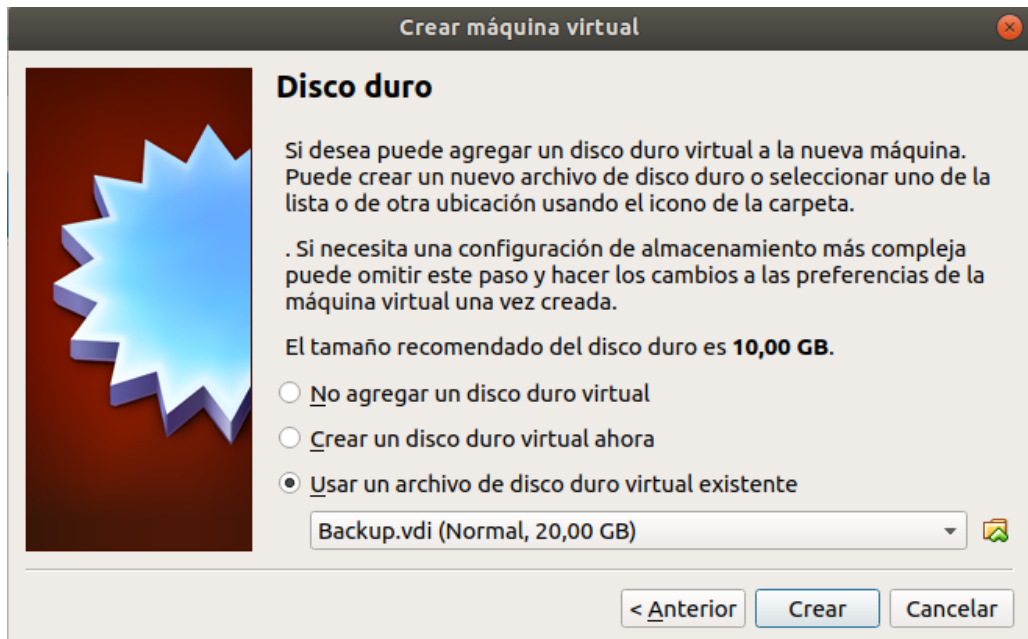 Crear máquina virtual
Disco duro
Si desea puede agregar un disco duro virtual a la nueva máquina.
Puede crear un nuevo archivo de disco duro o seleccionar uno de la
lista o de otra ubicación usando el icono de la carpeta.
. Si necesita una configuración de almacenamiento más compleja
puede omitir este paso y hacer los cambios a las preferencias de la
máquina virtual una vez creada.
El tamaño recomendado del disco duro es 10,00 GB.
No agregar un disco duro virtual
Crear un disco duro virtual ahora
Usar un archivo de disco duro virtual existente
Backup.vdi (Normal, 20,00 GB)
< Anterior
Crear
Cancelar